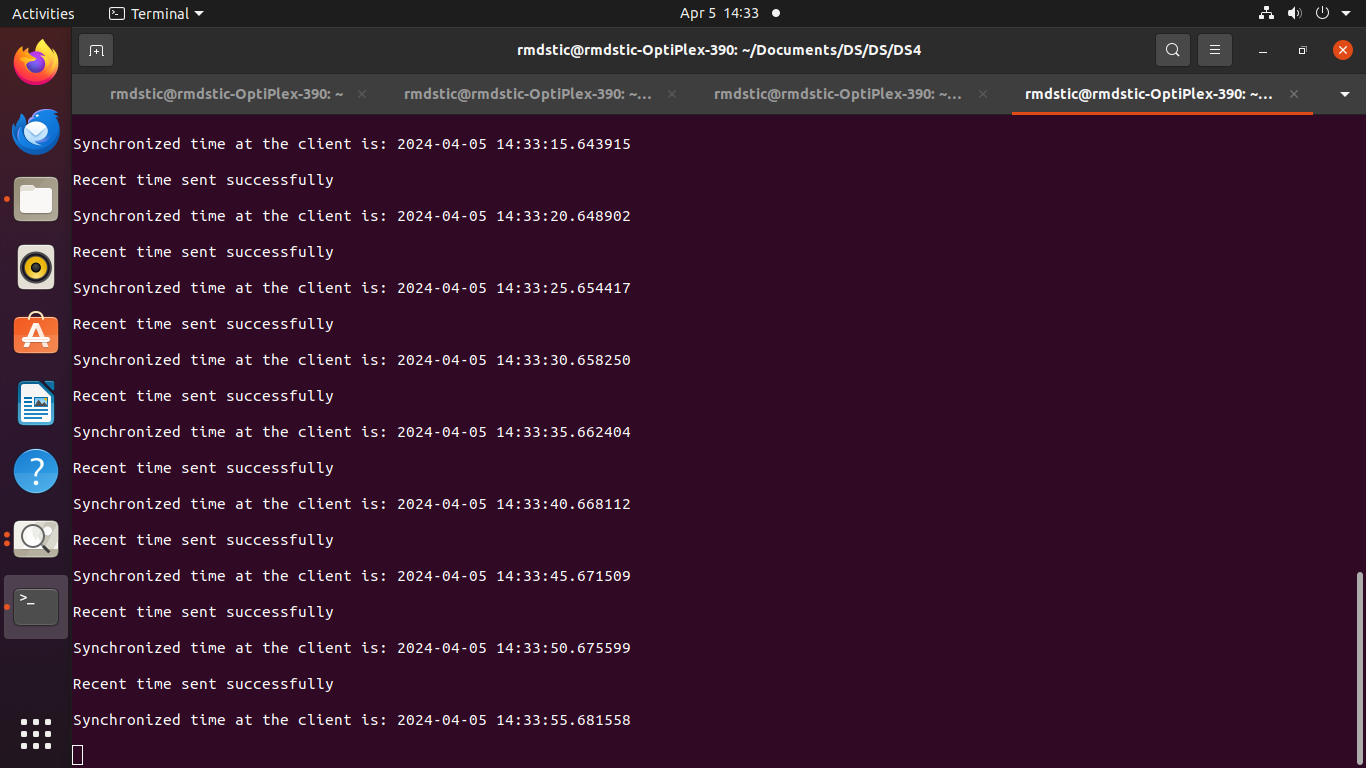 Activities Terminal Apr 5 14:33
rmdstic@rmdstic-OptiPlex-390: ~/Documents/DS/DS/DS4
rmdstic@rmdstic-OptiPlex-390: ~ rmdstic@rmdstic-OptiPlex-390: ~... rmdstic@rmdstic-OptiPlex-390: ~... rmdstic@rmdstic-OptiPlex-390: ~...
Synchronized time at the client is: 2024-04-05 14:33:15.643915
Recent time sent successfully
Synchronized time at the client is: 2024-04-05 14:33:20.648902
Recent time sent successfully
Synchronized time at the client is: 2024-04-05 14:33:25.654417
Recent time sent successfully
Synchronized time at the client is: 2024-04-05 14:33:30.658250
Recent time sent successfully
Synchronized time at the client is: 2024-04-05 14:33:35.662404
Recent time sent successfully
Synchronized time at the client is: 2024-04-05 14:33:40.668112
Recent time sent successfully
Synchronized time at the client is: 2024-04-05 14:33:45.671509
Recent time sent successfully
Synchronized time at the client is: 2024-04-05 14:33:50.675599
Recent time sent successfully
Synchronized time at the client is: 2024-04-05 14:33:55.681558